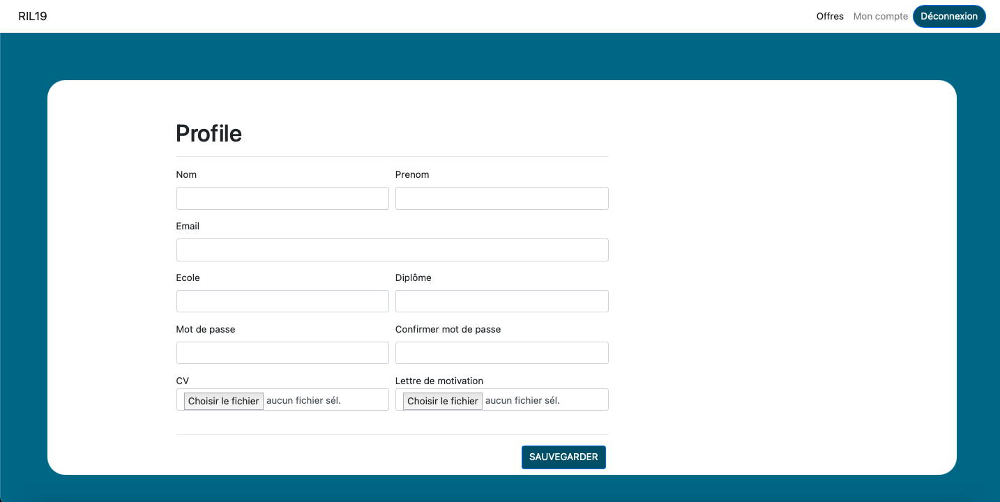 RIL19
Offres Mon compte Déconnexion
Profile
Nom Prenom
Email
Ecole Diplôme
Mot de passe Confirmer mot de passe
CV Lettre de motivation
Choisir le fichier aucun fichier sél. Choisir le fichier aucun fichier sél.
SAUVEGARDER